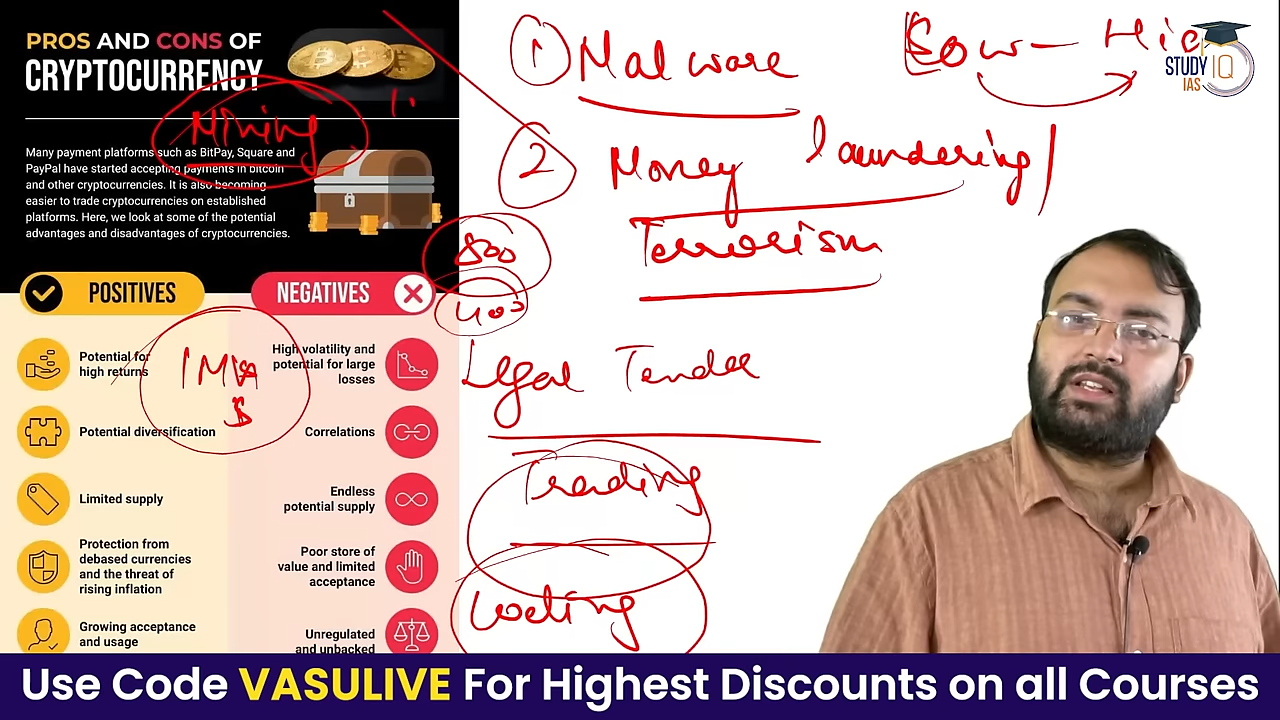 PROS AND CONS OF
CRYPTOCURRENCY
Mining
Many payment platforms such as BitPay, Square and
PayPal have started accepting payments in bitcoin
and other cryptocurrencies. It is also becoming
easier to trade cryptocurrencies on established
platforms. Here, we look at some of the potential
advantages and disadvantages of cryptocurrencies.
POSITIVES
NEGATIVES
Potential for
high returns
High volatility and
potential for large
losses
Potential diversification
Correlations
Limited supply
Endless
potential supply
Protection from
debased currencies
and the threat of
rising inflation
Poor store of
value and limited
acceptance
Growing acceptance
and usage
Unregulated
and unbacked
1 Malware
2 Money laundering/
Terrorism
800
400
Legal Tender
Trading
STUDY IQ
IAS
Use Code VASULIVE For Highest Discounts on all Courses